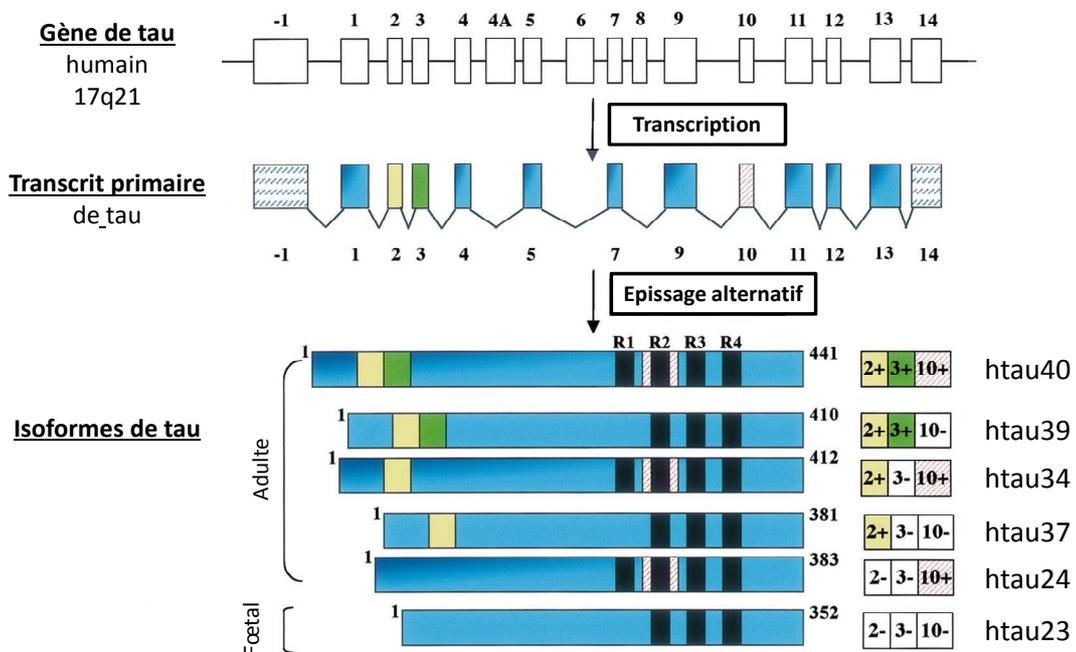 Gène de tau
humain
17q21
-1 1 2 3 4 4A 5 6 7 8 9 10 11 12 13 14
Transcription
Transcrit primaire
de tau
-1 1 2 3 4 5 7 9 10 11 12 13 14
Epissage alternatif
Isoformes de tau
Adulte
Fœtal
R1 R2 R3 R4
1 441 2+ 3+ 10+ htau40
1 410 2+ 3+ 10- htau39
1 412 2+ 3- 10+ htau34
1 381 2+ 3- 10- htau37
1 383 2- 3- 10+ htau24
1 352 2- 3- 10- htau23